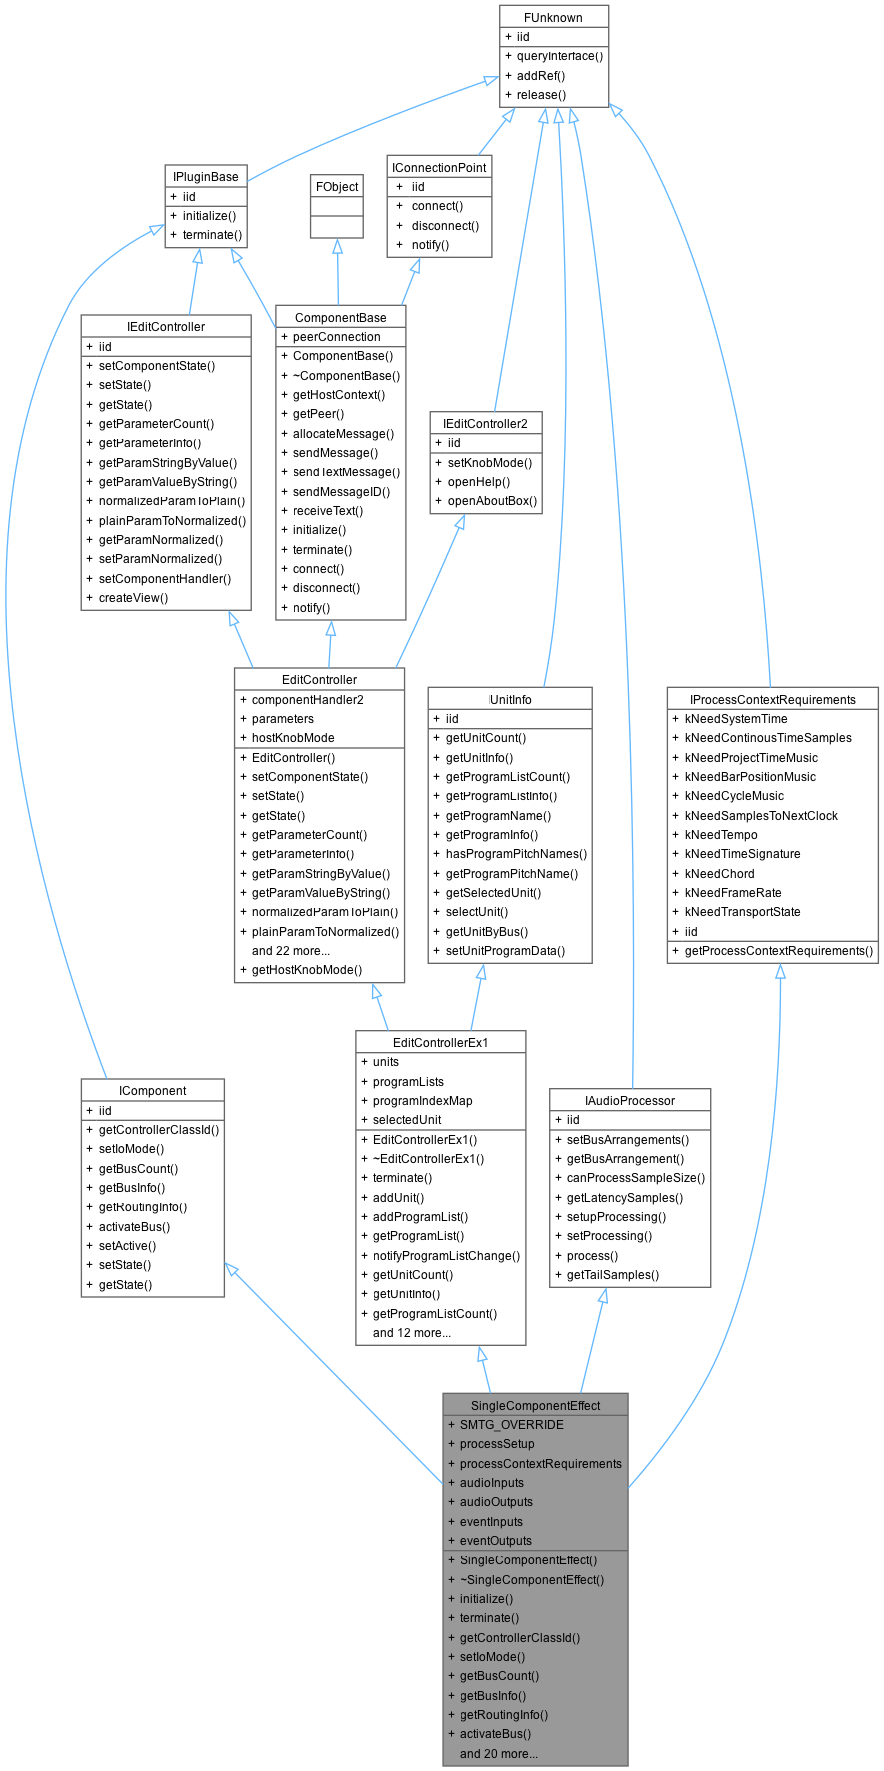 FUnknown
+ iid
+ queryInterface()
+ addRef()
+ release()
IPluginBase
+ iid
+ initialize()
+ terminate()
FObject
IConnectionPoint
+ iid
+ connect()
+ disconnect()
+ notify()
IEditController
+ iid
+ setComponentState()
+ setState()
+ getState()
+ getParameterCount()
+ getParameterInfo()
+ getParamStringByValue()
+ getParamValueByString()
+ normalizedParamToPlain()
+ plainParamToNormalized()
+ getParamNormalized()
+ setParamNormalized()
+ setComponentHandler()
+ createView()
ComponentBase
+ peerConnection
+ ComponentBase()
+ ~ComponentBase()
+ getHostContext()
+ getPeer()
+ allocateMessage()
+ sendMessage()
+ sendTextMessage()
+ sendMessageID()
+ receiveText()
+ initialize()
+ terminate()
+ connect()
+ disconnect()
+ notify()
IEditController2
+ iid
+ setKnobMode()
+ openHelp()
+ openAboutBox()
EditController
+ componentHandler2
+ parameters
+ hostKnobMode
+ EditController()
+ setComponentState()
+ setState()
+ getState()
+ getParameterCount()
+ getParameterInfo()
+ getParamStringByValue()
+ getParamValueByString()
+ normalizedParamToPlain()
+ plainParamToNormalized()
and 22 more...
+ getHostKnobMode()
IUnitInfo
+ iid
+ getUnitCount()
+ getUnitInfo()
+ getProgramListCount()
+ getProgramListInfo()
+ getProgramName()
+ getProgramInfo()
+ hasProgramPitchNames()
+ getProgramPitchName()
+ getSelectedUnit()
+ selectUnit()
+ getUnitByBus()
+ setUnitProgramData()
IProcessContextRequirements
+ kNeedSystemTime
+ kNeedContinousTimeSamples
+ kNeedProjectTimeMusic
+ kNeedBarPositionMusic
+ kNeedCycleMusic
+ kNeedSamplesToNextClock
+ kNeedTempo
+ kNeedTimeSignature
+ kNeedChord
+ kNeedFrameRate
+ kNeedTransportState
+ iid
+ getProcessContextRequirements()
IComponent
+ iid
+ getControllerClassId()
+ setIoMode()
+ getBusCount()
+ getBusInfo()
+ getRoutingInfo()
+ activateBus()
+ setActive()
+ setState()
+ getState()
EditControllerEx1
+ units
+ programLists
+ programIndexMap
+ selectedUnit
+ EditControllerEx1()
+ ~EditControllerEx1()
+ terminate()
+ addUnit()
+ addProgramList()
+ getProgramList()
+ notifyProgramListChange()
+ getUnitCount()
+ getUnitInfo()
+ getProgramListCount()
and 12 more...
IAudioProcessor
+ iid
+ setBusArrangements()
+ getBusArrangement()
+ canProcessSampleSize()
+ getLatencySamples()
+ setupProcessing()
+ setProcessing()
+ process()
+ getTailSamples()
SingleComponentEffect
+ SMTG_OVERRIDE
+ processSetup
+ processContextRequirements
+ audioInputs
+ audioOutputs
+ eventInputs
+ eventOutputs
+ SingleComponentEffect()
+ ~SingleComponentEffect()
+ initialize()
+ terminate()
+ getControllerClassId()
+ setIoMode()
+ getBusCount()
+ getBusInfo()
+ getRoutingInfo()
+ activateBus()
and 20 more...